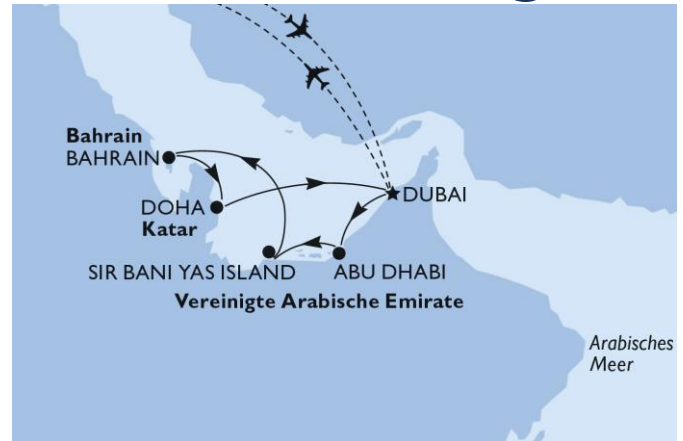 Bahrain
BAHRAIN
DOHA
Katar
DUBAI
SIR BANI YAS ISLAND
ABU DHABI
Vereinigte Arabische Emirate
Arabisches
Meer